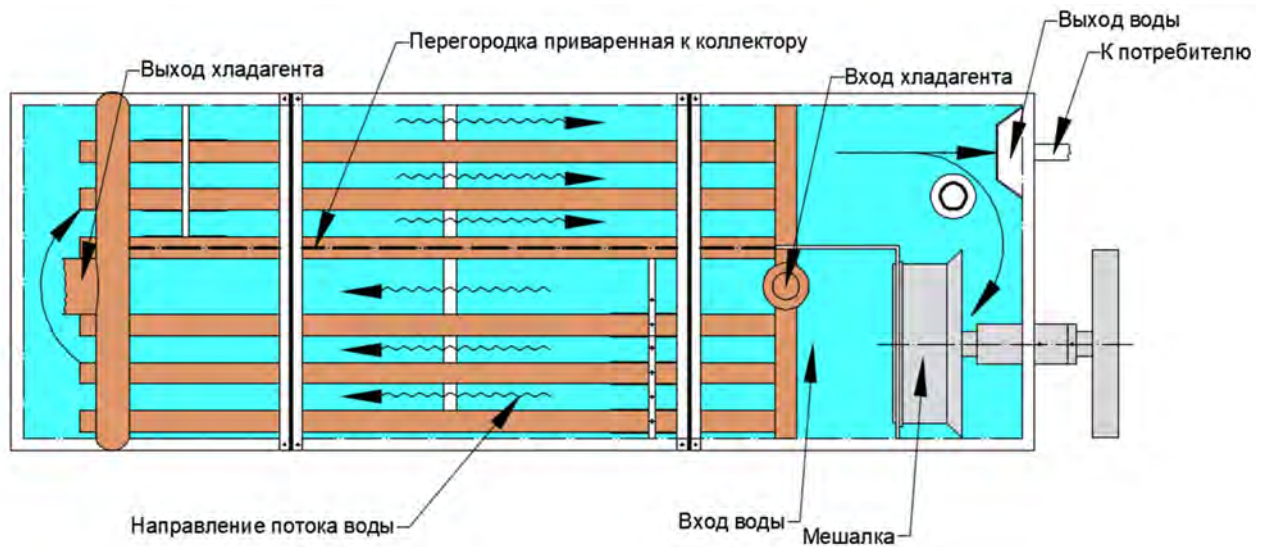 Выход воды
Перегородка приваренная к коллектору
К потребителю
Выход хладагента
Вход хладагента
Направление потока воды
Вход воды
Мешалка